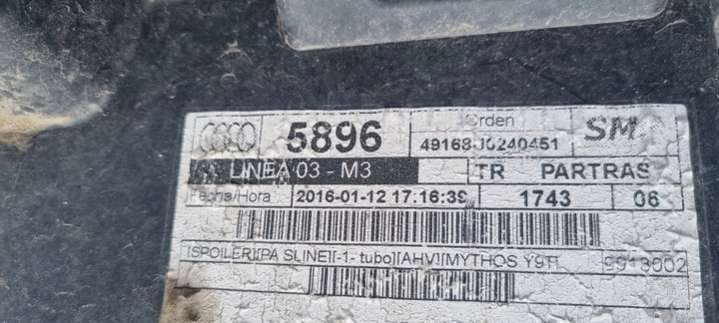 5896
Orden
49168 J0240451
SM
LINEA 03 - M3
TR PARTRAS
Fecha/Hora 2016-01-12 17:16:39 1743 06
[SPOILER][PA SLINE][-1- tubo][AHV][MYTHOS Y9T]
9918002